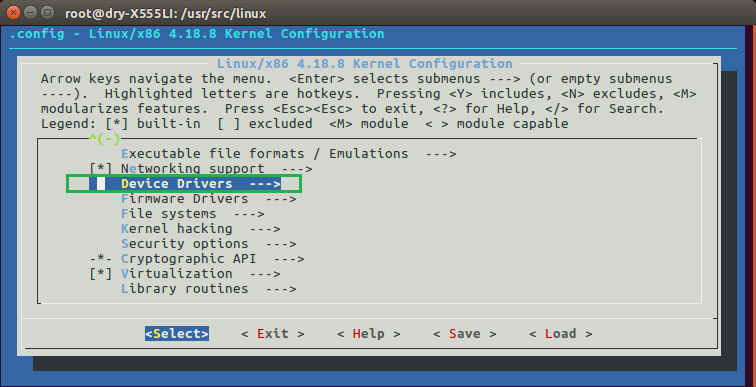 root@dry-X555LI: /usr/src/linux
.config - Linux/x86 4.18.8 Kernel Configuration
Linux/x86 4.18.8 Kernel Configuration
Arrow keys navigate the menu.  <Enter> selects submenus ---> (or empty submenus
----).  Highlighted letters are hotkeys.  Pressing <Y> includes, <N> excludes, <M>
modularizes features.  Press <Esc><Esc> to exit, <?> for Help, </> for Search.
Legend: [*] built-in  [ ] excluded  <M> module  < > module capable
^(-)
Executable file formats / Emulations  --->
[*] Networking support  --->
Device Drivers  --->
Firmware Drivers  --->
File systems  --->
Kernel hacking  --->
Security options  --->
-*- Cryptographic API  --->
[*] Virtualization  --->
Library routines  --->
<Select>    < Exit >    < Help >    < Save >    < Load >